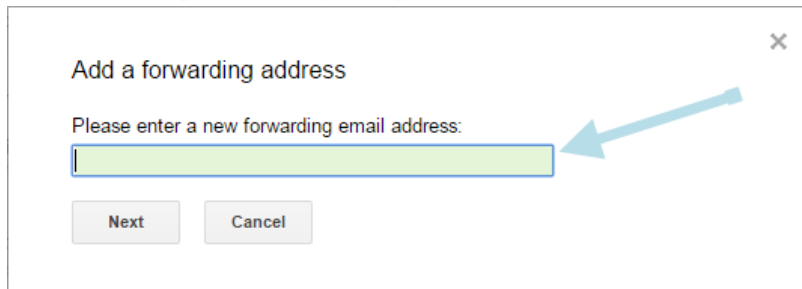 Add a forwarding address
Please enter a new forwarding email address:
Next Cancel